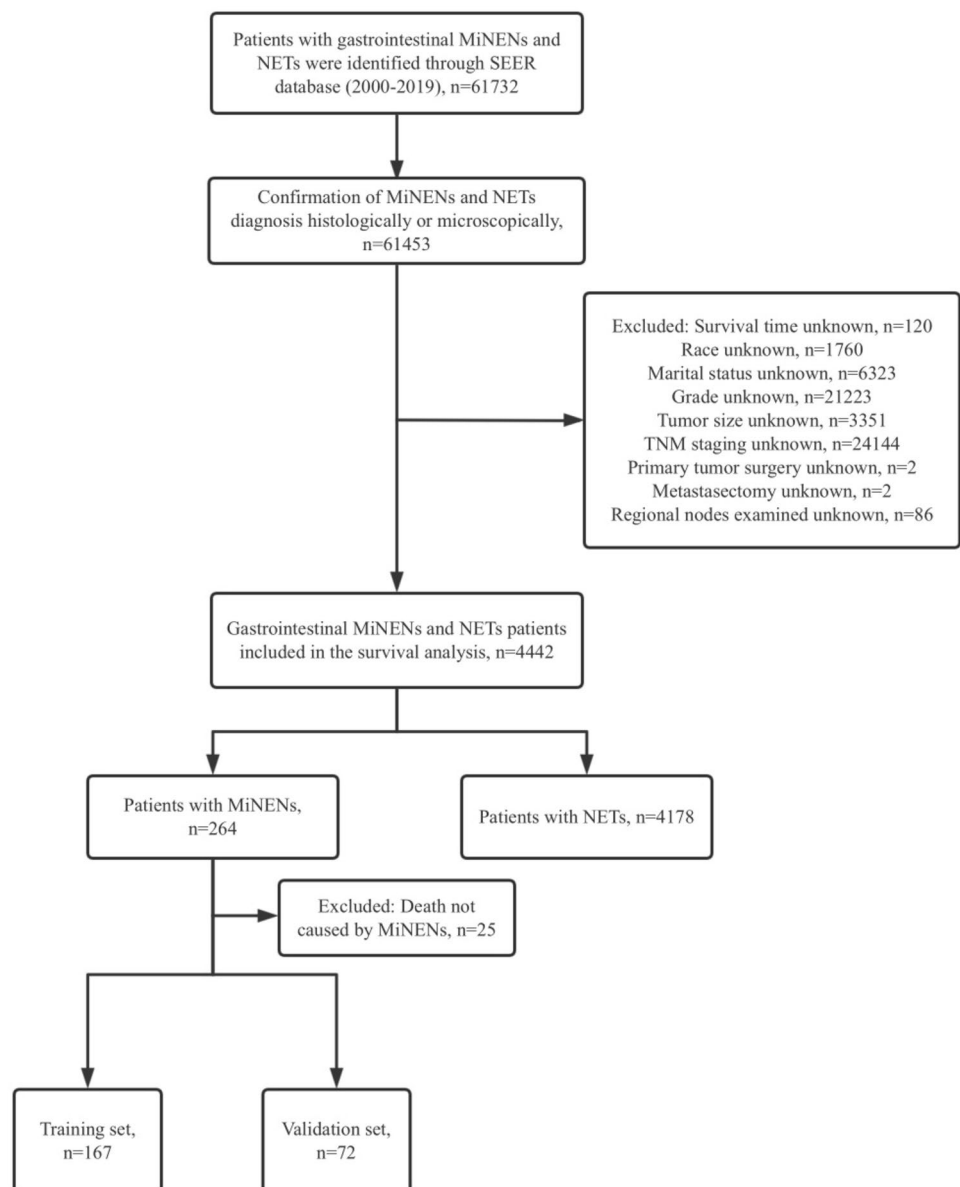 Patients with gastrointestinal MiNENs and
NETs were identified through SEER
database (2000-2019), n=61732
Confirmation of MiNENs and NETs
diagnosis histologically or microscopically,
n=61453
Excluded: Survival time unknown, n=120
Race unknown, n=1760
Marital status unknown, n=6323
Grade unknown, n=21223
Tumor size unknown, n=3351
TNM staging unknown, n=24144
Primary tumor surgery unknown, n=2
Metastasectomy unknown, n=2
Regional nodes examined unknown, n=86
Gastrointestinal MiNENs and NETs patients
included in the survival analysis, n=4442
Patients with MiNENs,
n=264
Patients with NETs, n=4178
Excluded: Death not
caused by MiNENs, n=25
Training set,
n=167
Validation set,
n=72